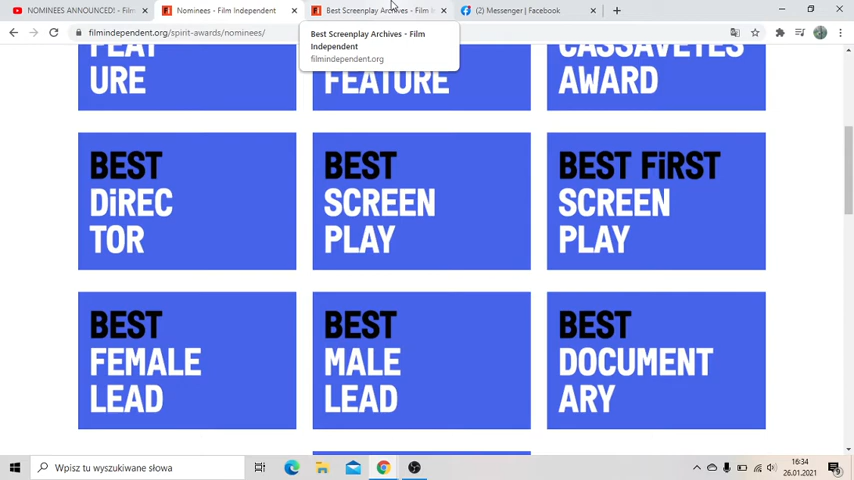 NOMINEES ANNOUNCED! - Film
Nominees - Film Independent
Best Screenplay Archives - Film I
(2) Messenger | Facebook
filmindependent.org/spirit-awards/nominees/
Best Screenplay Archives - Film
Independent
filmindependent.org
FEAT
URE
FEATURE
CASSAVETES
AWARD
BEST
DiREC
TOR
BEST
SCREEN
PLAY
BEST FiRST
SCREEN
PLAY
BEST
FEMALE
LEAD
BEST
MALE
LEAD
BEST
DOCUMENT
ARY
Wpisz tu wyszukiwane słowa
16:34
26.01.2021